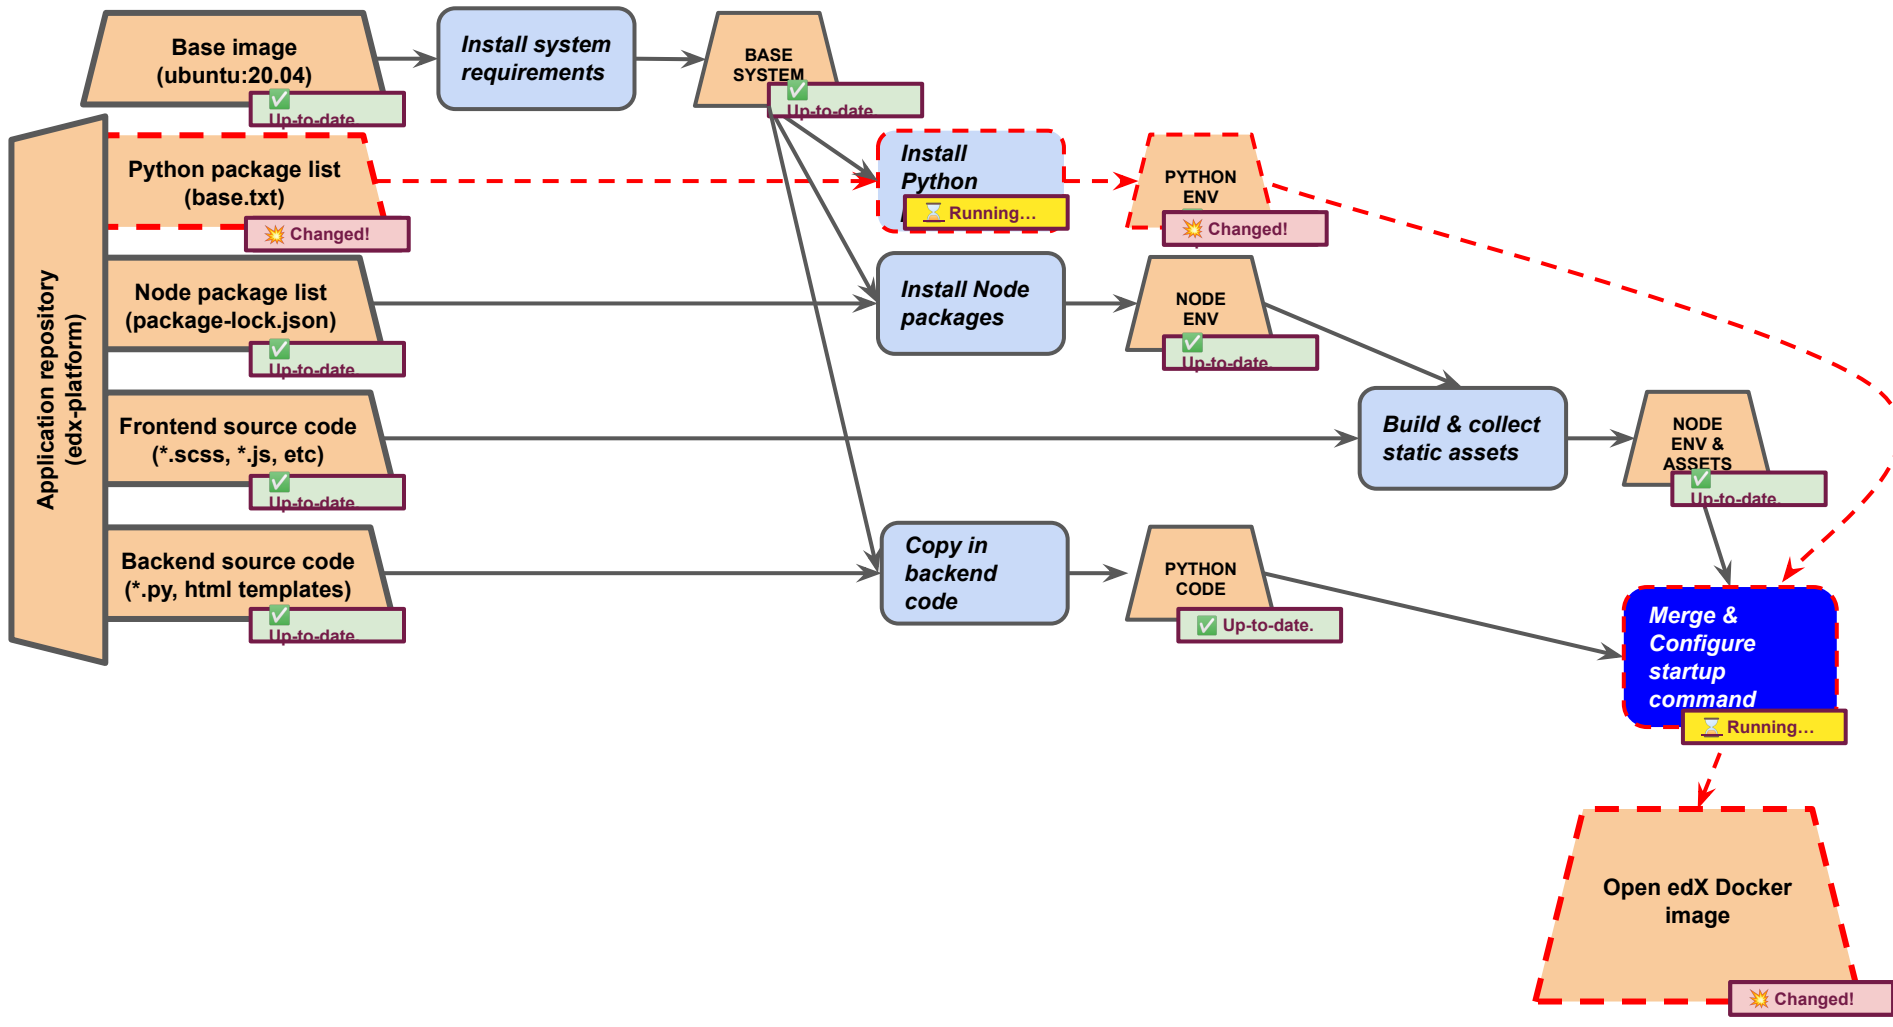 Base image
(ubuntu:20.04)
✅
Up-to-date.
Install system
requirements
BASE
SYSTEM
✅
Up-to-date.
Application repository
(edx-platform)
Python package list
(base.txt)
💥 Changed!
Install
Python
⏳ Running…
PYTHON
ENV
💥 Changed!
Node package list
(package-lock.json)
✅
Up-to-date.
Install Node
packages
NODE
ENV
✅
Up-to-date.
Frontend source code
(*.scss, *.js, etc)
✅
Up-to-date.
Build & collect
static assets
NODE
ENV &
ASSETS
✅
Up-to-date.
Backend source code
(*.py, html templates)
✅
Up-to-date.
Copy in
backend
code
PYTHON
CODE
✅ Up-to-date.
Merge &
Configure
startup
command
⏳ Running…
Open edX Docker
image
💥 Changed!